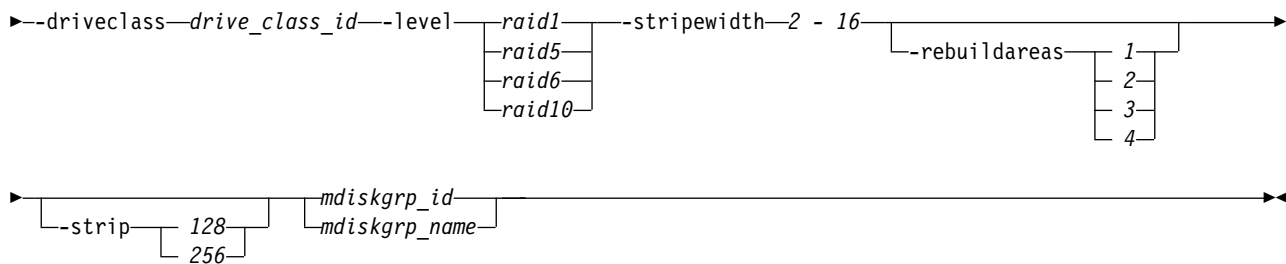 -driveclass drive_class_id -level raid1 -stripewidth 2 - 16
raid5
raid6
raid10
-rebuildareas 1
2
3
4
-strip 128
256
mdiskgrp_id
mdiskgrp_name